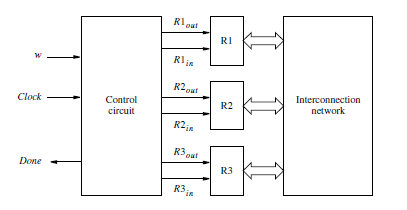 R1out
R1
w
R1in
R2out
Clock
Control
circuit
R2
Interconnection
network
R2in
R3out
Done
R3
R3in